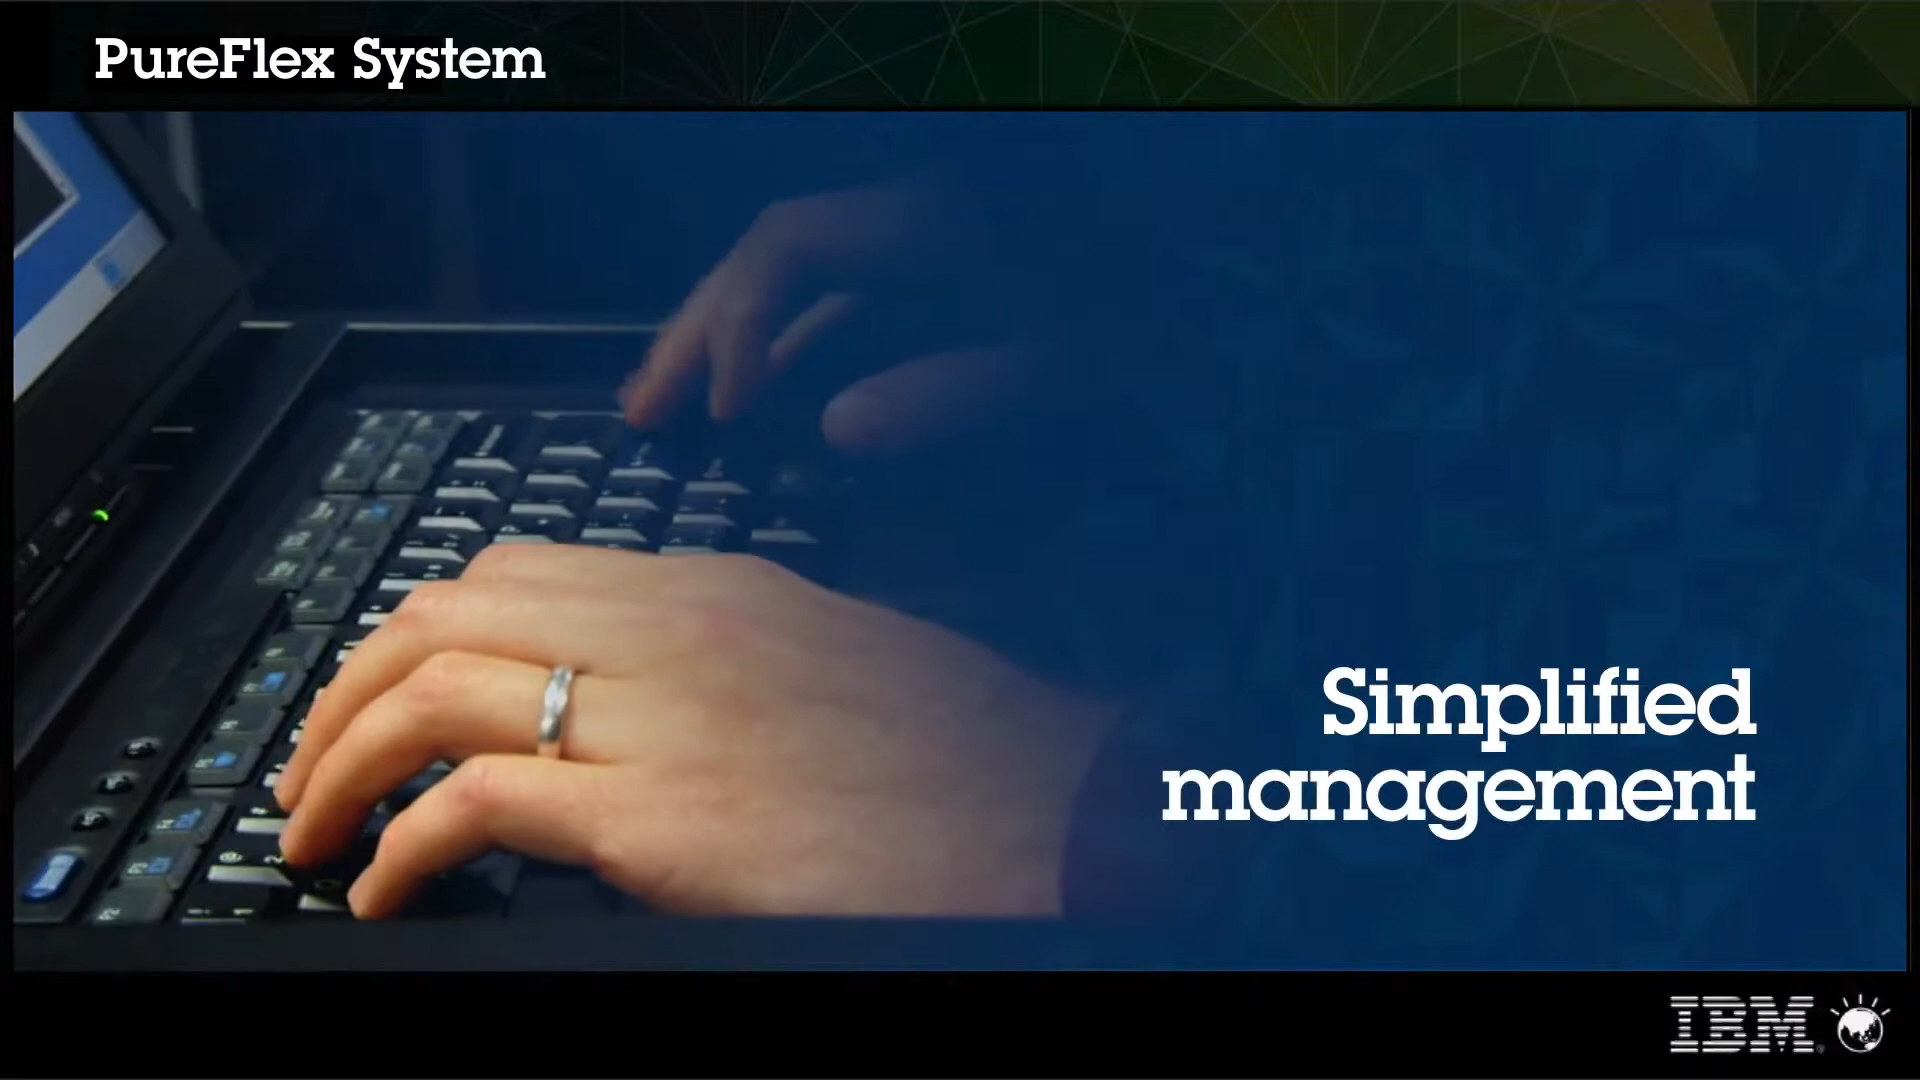 PureFlex System
Simplified
management
IBM